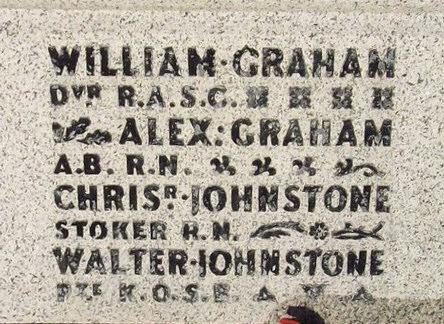 WILLIAM·GRAHAM
Dvr R.A.S.C.
ALEX: GRAHAM
A.B. R.N.
CHRISR·JOHNSTONE
STOKER R.N.
WALTER·JOHNSTONE
PTE K.O.S.B.